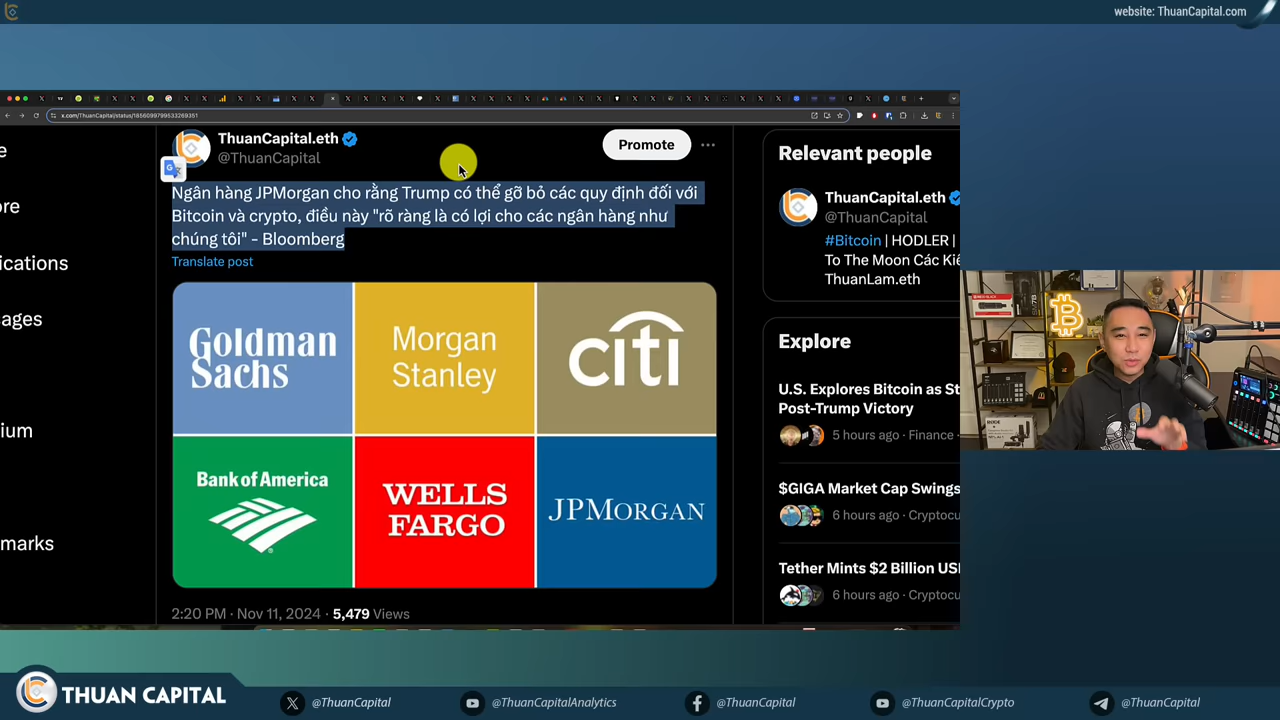 website: ThuanCapital.com
x.com/ThuanCapital/status/1856099799533269351
ThuanCapital.eth
@ThuanCapital
Promote
Ngân hàng JPMorgan cho rằng Trump có thể gỡ bỏ các quy định đối với
Bitcoin và crypto, điều này "rõ ràng là có lợi cho các ngân hàng như
chúng tôi" - Bloomberg
Translate post
Goldman
Sachs
Morgan
Stanley
citi
Bank of America
WELLS
FARGO
JPMORGAN
2:20 PM · Nov 11, 2024 · 5,479 Views
Relevant people
ThuanCapital.eth
@ThuanCapital
#Bitcoin | HODLER |
To The Moon Các Kiê
ThuanLam.eth
Explore
U.S. Explores Bitcoin as St
Post-Trump Victory
5 hours ago · Finance
$GIGA Market Cap Swings
6 hours ago · Cryptocu
Tether Mints $2 Billion US
6 hours ago · Cryptocu
e
ore
ications
ages
ium
marks
THUAN CAPITAL
@ThuanCapital
@ThuanCapitalAnalytics
@ThuanCapital
@ThuanCapitalCrypto
@ThuanCapital